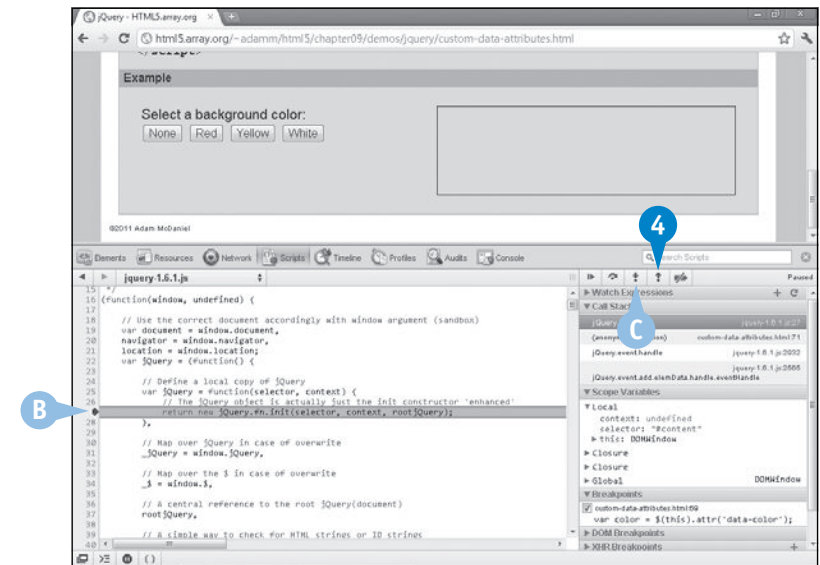 jQuery - HTML5.array.org
html5.array.org/~adamm/html5/chapter09/demos/jquery/custom-data-attributes.html
</script>
Example
Select a background color:
None Red Yellow White
©2011 Adam McDaniel
4
Elements Resources Network Scripts Timeline Profiles Audits Console Search Scripts
jquery-1.6.1.js Paused
C
B
15 */
16 (function(window, undefined) {
17
18 // Use the correct document accordingly with window argument (sandbox)
19 var document = window.document,
20 navigator = window.navigator,
21 location = window.location;
22 var jQuery = (function() {
23
24 // Define a local copy of jQuery
25 var jQuery = function(selector, context) {
26 // The jQuery object is actually just the init constructor 'enhanced'
return new jQuery.fn.init(selector, context, rootjQuery);
28 },
29
30 // Map over jQuery in case of overwrite
31 _jQuery = window.jQuery,
32
33 // Map over the $ in case of overwrite
34 _$ = window.$,
35
36 // A central reference to the root jQuery(document)
37 rootjQuery,
38
39 // A simple way to check for HTML strings or ID strings
40
Watch Expressions
Call Stack
jQuery jquery-1.6.1.js:27
custom-data-attributes.html:71
jQuery.event.handle jquery-1.6.1.js:2932
jquery-1.6.1.js:2566
jQuery.event.add.elemData.handle.eventHandle
Scope Variables
Local
context: undefined
selector: "#content"
this: DOMWindow
Closure
Closure
Global DOMWindow
Breakpoints
custom-data-attributes.html:69
var color = $(this).attr('data-color');
DOM Breakpoints
XHR Breakpoints